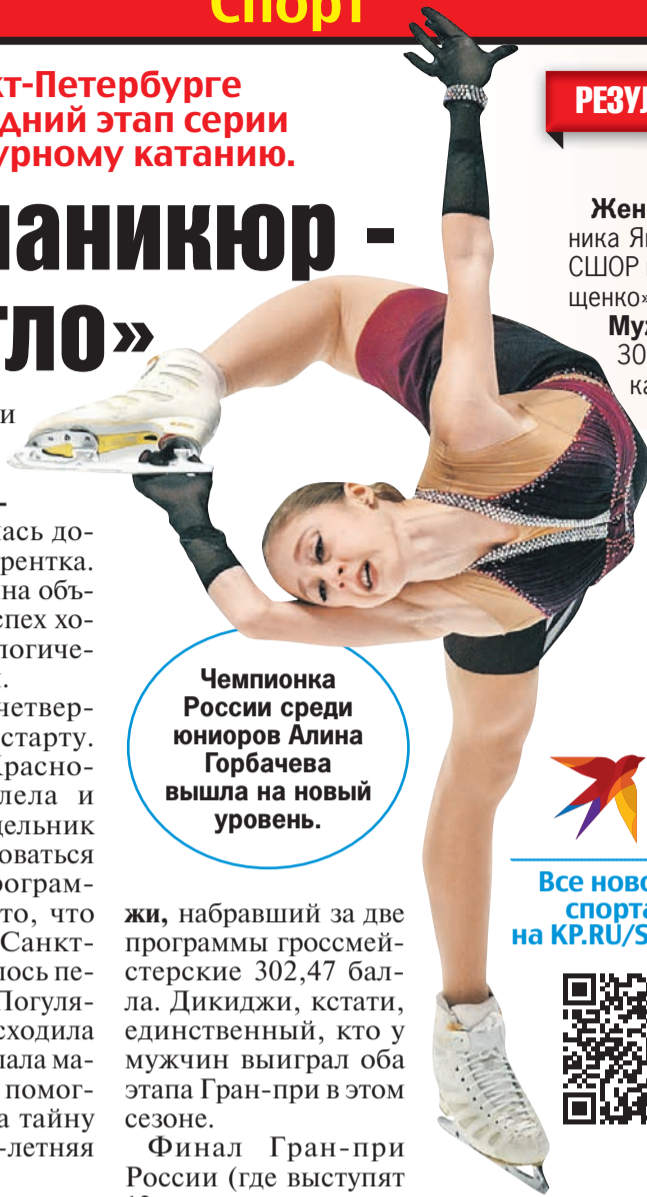 Спорт
кт-Петербурге
дний этап серии
урному катанию.
аникюр -
гло»
и
ась до-
рентка.
на объ-
спех хо-
логиче-
четвер-
старту.
Красно-
лела и
дельник
оваться
рограм-
то, что
Санкт-
лось пе-
Погуля-
сходила
лала ма-
помог-
а тайну
-летняя
Чемпионка
России среди
юниоров Алина
Горбачева
вышла на новый
уровень.
жи, набравший за две
программы гроссмей-
стерские 302,47 бал-
ла. Дикиджи, кстати,
единственный, кто у
мужчин выиграл оба
этапа Гран-при в этом
сезоне.
Финал Гран-при
России (где выступят
РЕЗУЛ
Жен
ника Я
СШОР
щенко»
Му
30
ка
Все ново
спорта
на KP.RU/S